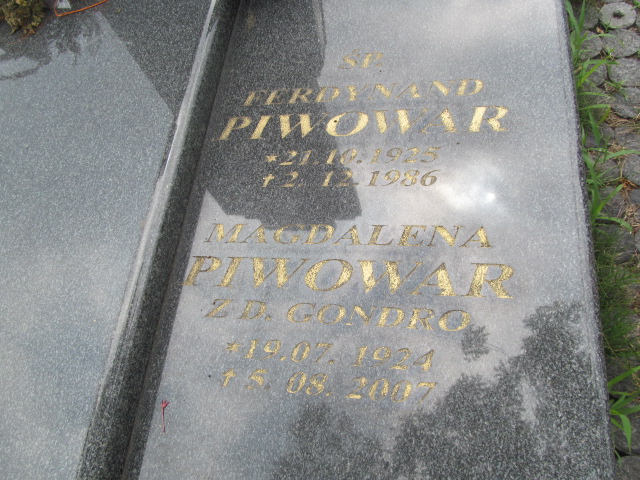 ŚP.
FERDYNAND
PIWOWAR
*21.10.1925
†2.12.1986
MAGDALENA
PIWOWAR
Z D. GONDRO
*19.07.1924
†5.08.2007